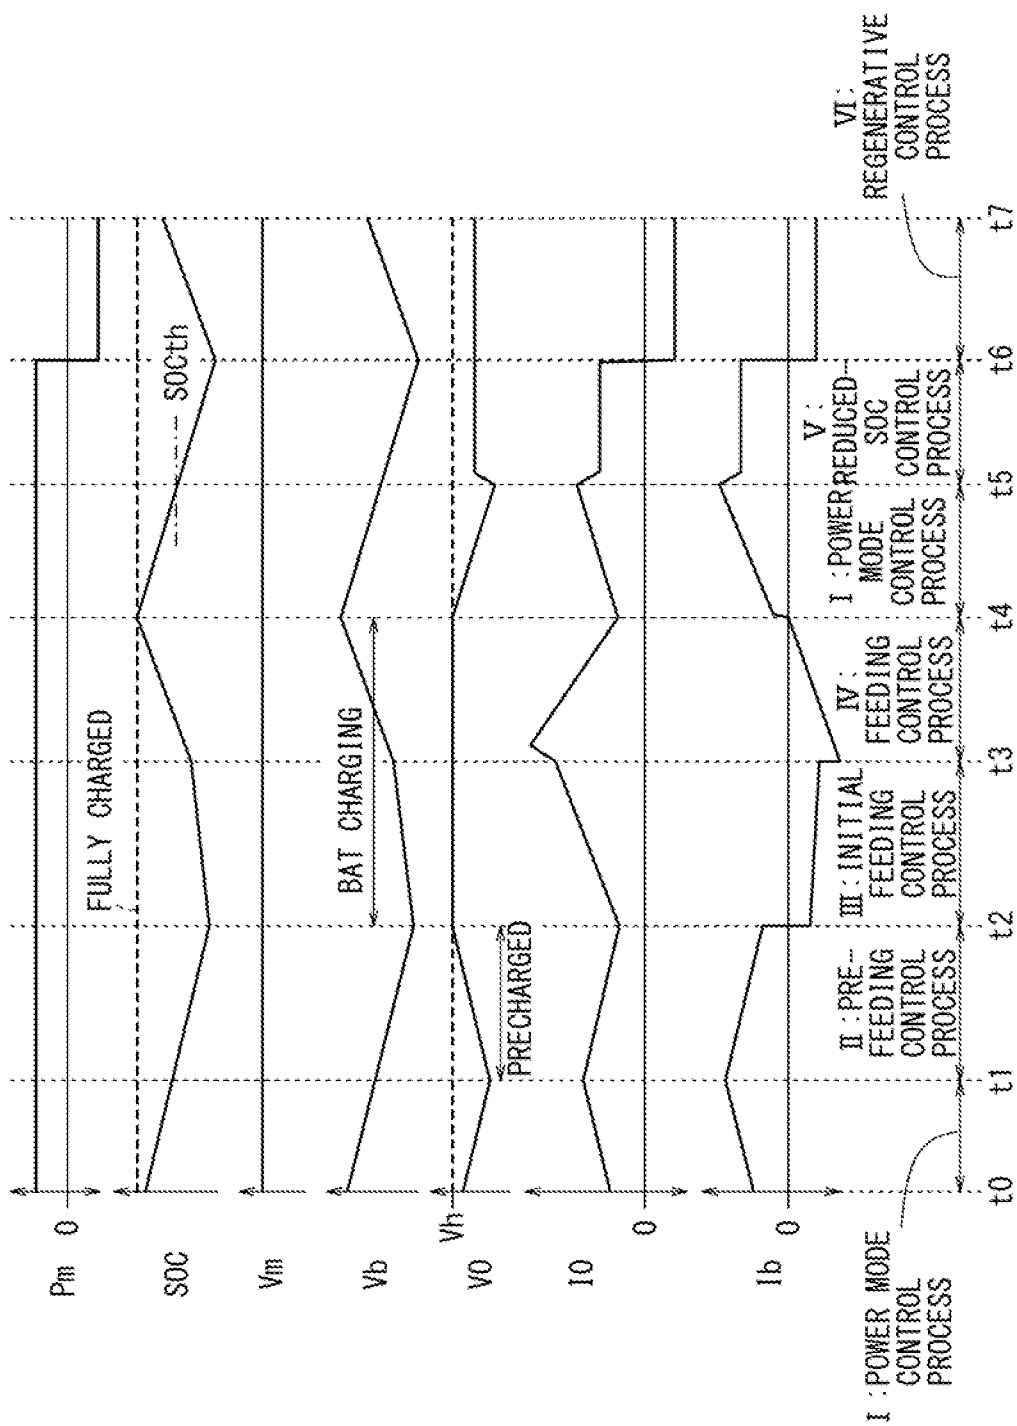 Pm
0
SOC
FULLY CHARGED
SOCth
Vm
Vb
BAT CHARGING
Vh
V0
PRECHARGED
I0
0
Ib
0
I:POWER MODE
CONTROL
PROCESS
II:PRE-
FEEDING
CONTROL
PROCESS
III:INITIAL
FEEDING
CONTROL
PROCESS
IV:
FEEDING
CONTROL
PROCESS
I:POWER
MODE
CONTROL
PROCESS
V:
REDUCED-
SOC
CONTROL
PROCESS
VI:
REGENERATIVE
CONTROL
PROCESS
t0
t1
t2
t3
t4
t5
t6
t7